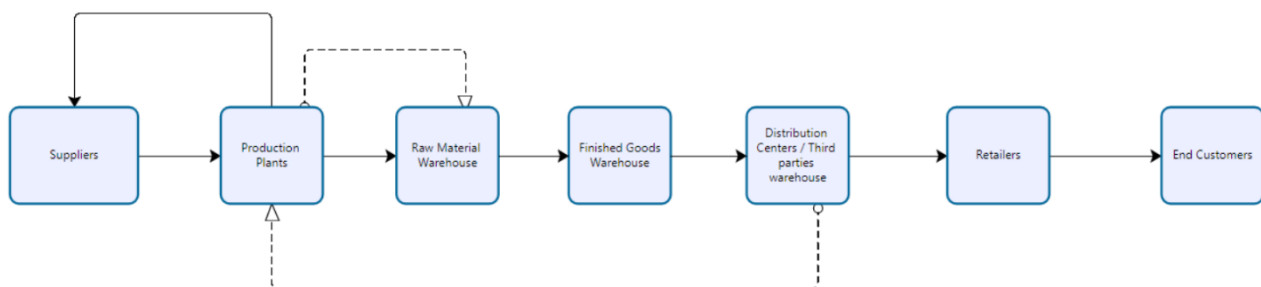 Suppliers
Production
Plants
Raw Material
Warehouse
Finished Goods
Warehouse
Distribution
Centers / Third
parties
warehouse
Retailers
End Customers